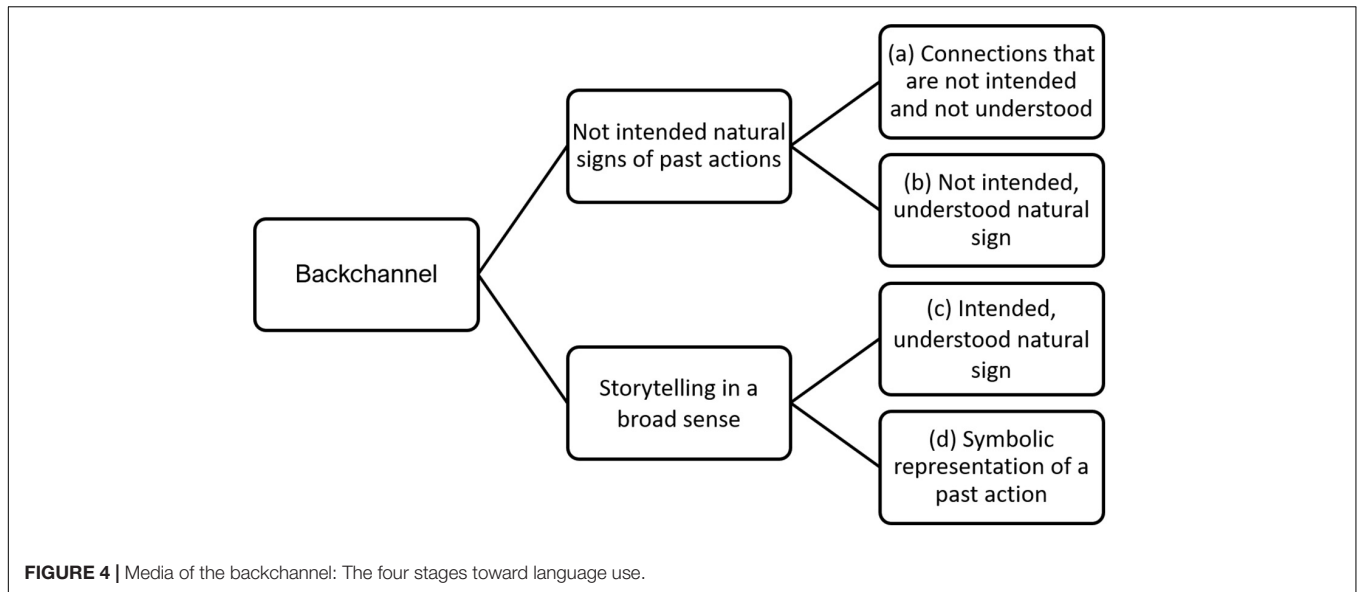 Backchannel
Not intended natural
signs of past actions
Storytelling in a
broad sense
(a) Connections that
are not intended
and not understood
(b) Not intended,
understood natural
sign
(c) Intended,
understood natural
sign
(d) Symbolic
representation of a
past action
FIGURE 4 | Media of the backchannel: The four stages toward language use.